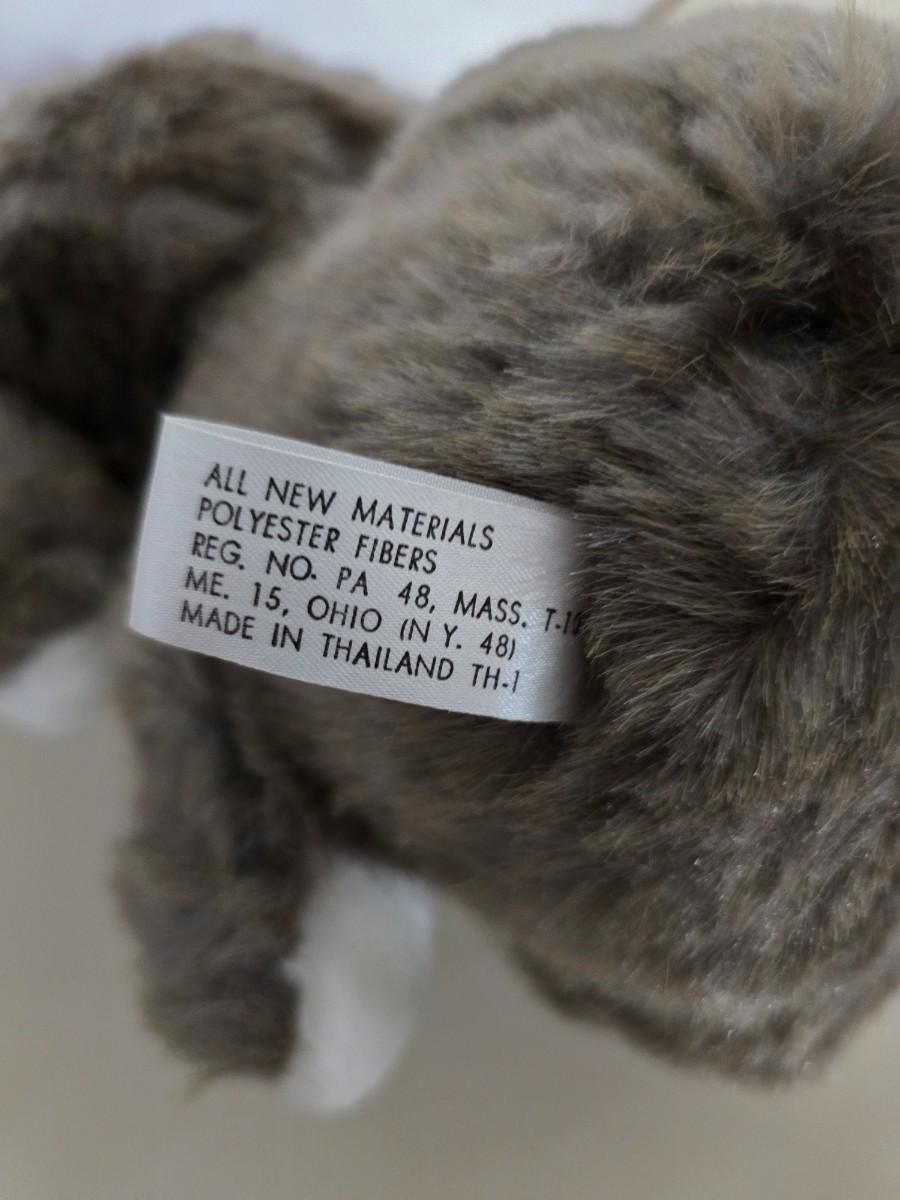 ALL NEW MATERIALS
POLYESTER FIBERS
REG. NO. PA 48, MASS. T-10
ME. 15, OHIO (N Y. 48)
MADE IN THAILAND TH-1